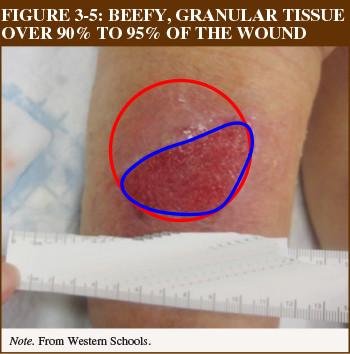 FIGURE 3-5: BEEFY, GRANULAR TISSUE
OVER 90% TO 95% OF THE WOUND
Note. From Western Schools.